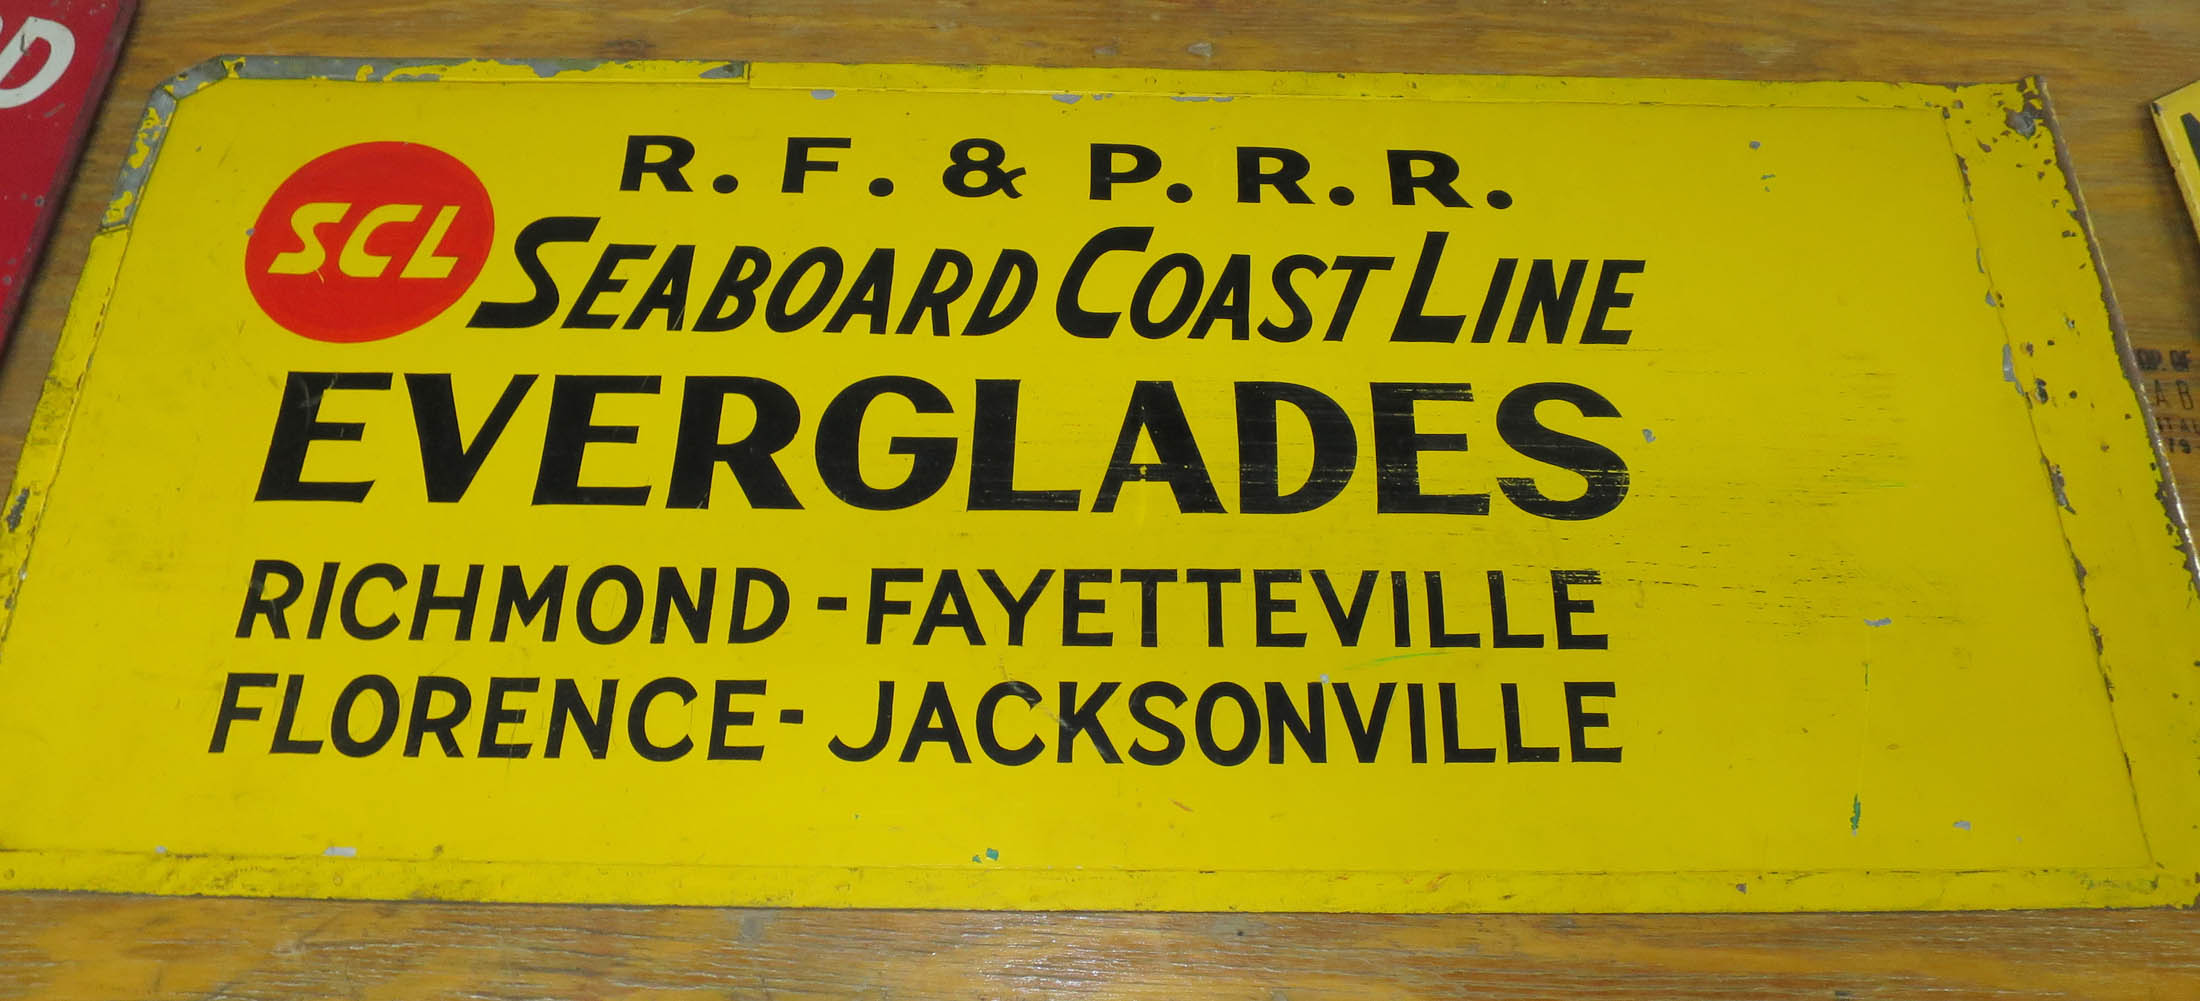 R. F. & P. R. R.
SCL SEABOARD COAST LINE
EVERGLADES
RICHMOND - FAYETTEVILLE
FLORENCE - JACKSONVILLE